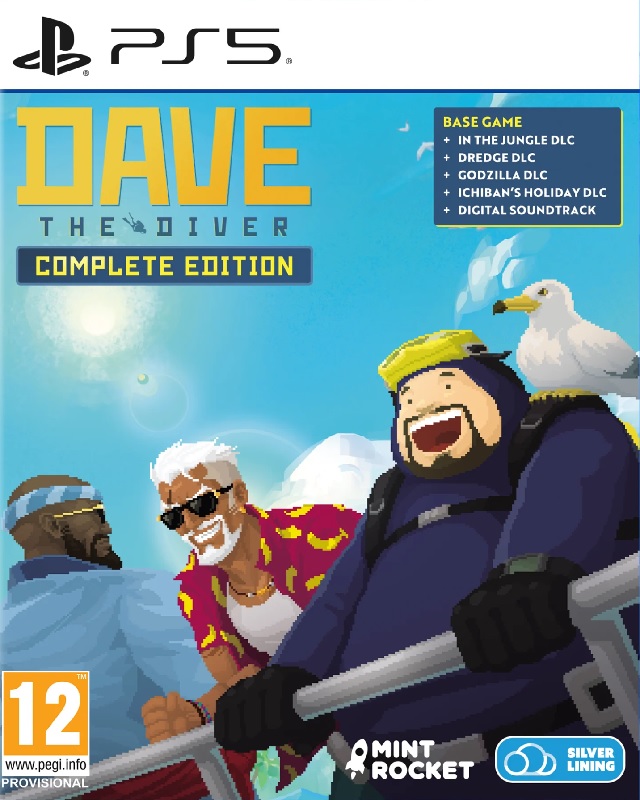 PS5
DAVE
THE DIVER
COMPLETE EDITION
BASE GAME
+ IN THE JUNGLE DLC
+ DREDGE DLC
+ GODZILLA DLC
+ ICHIBAN'S HOLIDAY DLC
+ DIGITAL SOUNDTRACK
12
www.pegi.info
PROVISIONAL
MINT
ROCKET
SILVER
LINING